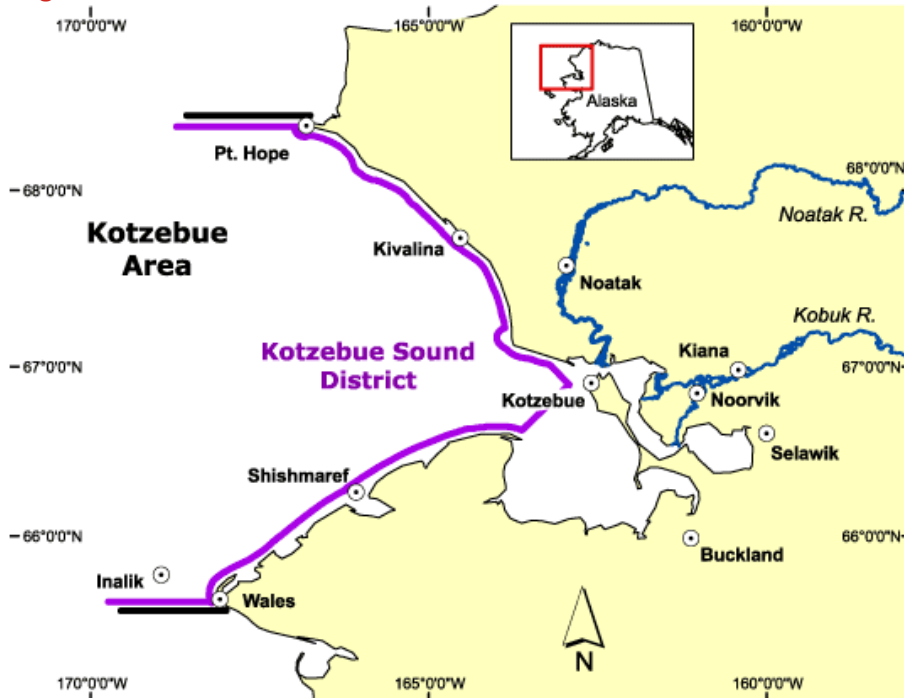 170°0'0"W
165°0'0"W
160°0'0"W
Alaska
Pt. Hope
68°0'0"N
68°0'0"N
Noatak R.
Kotzebue
Area
Kivalina
Noatak
Kobuk R.
Kotzebue Sound
District
67°0'0"N
67°0'0"N
Kiana
Kotzebue
Noorvik
Selawik
Shishmaref
66°0'0"N
66°0'0"N
Buckland
Inalik
Wales
N
170°0'0"W
165°0'0"W
160°0'0"W